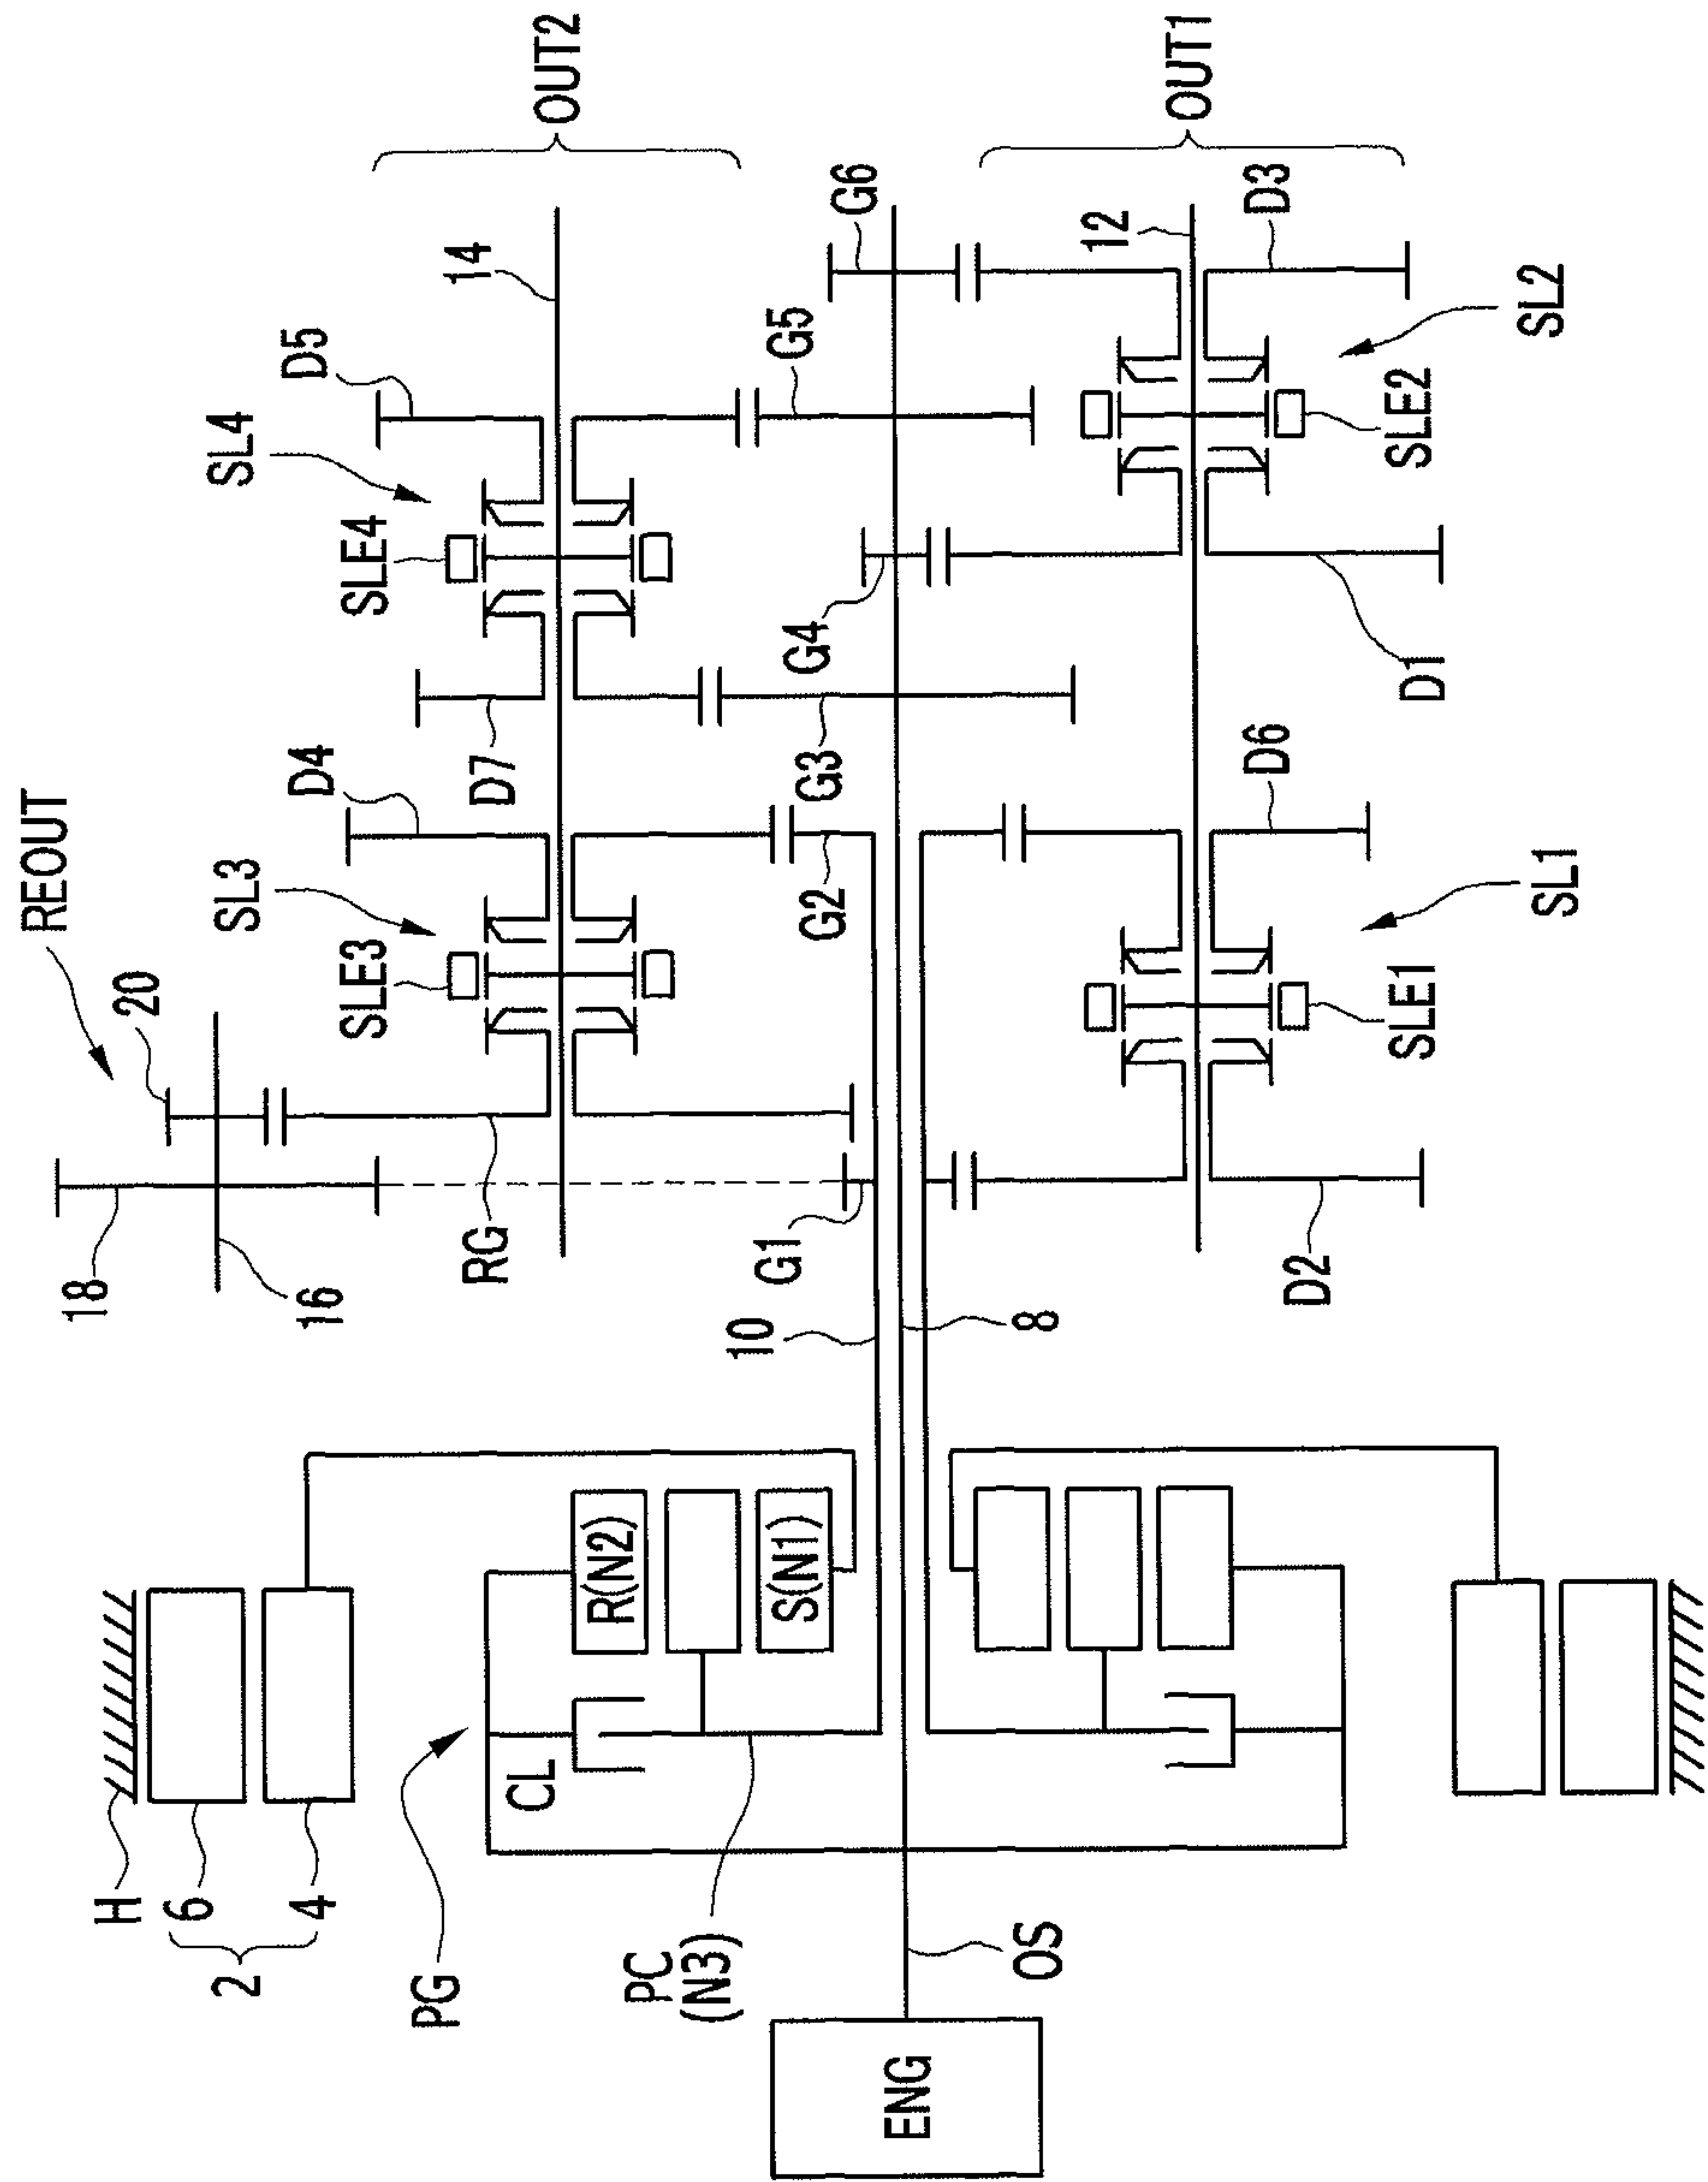 REOUT
20
18
16
RG
SL3
SLE3
D4
D7
SL4
SLE4
D5
14
OUT2
G1
G2
G3
G4
G5
G6
10
8
12
OUT1
D3
SL2
SLE2
D1
D6
SL1
SLE1
D2
H
6
4
2
PG
CL
R(N2)
S(N1)
PC
(N3)
OS
ENG